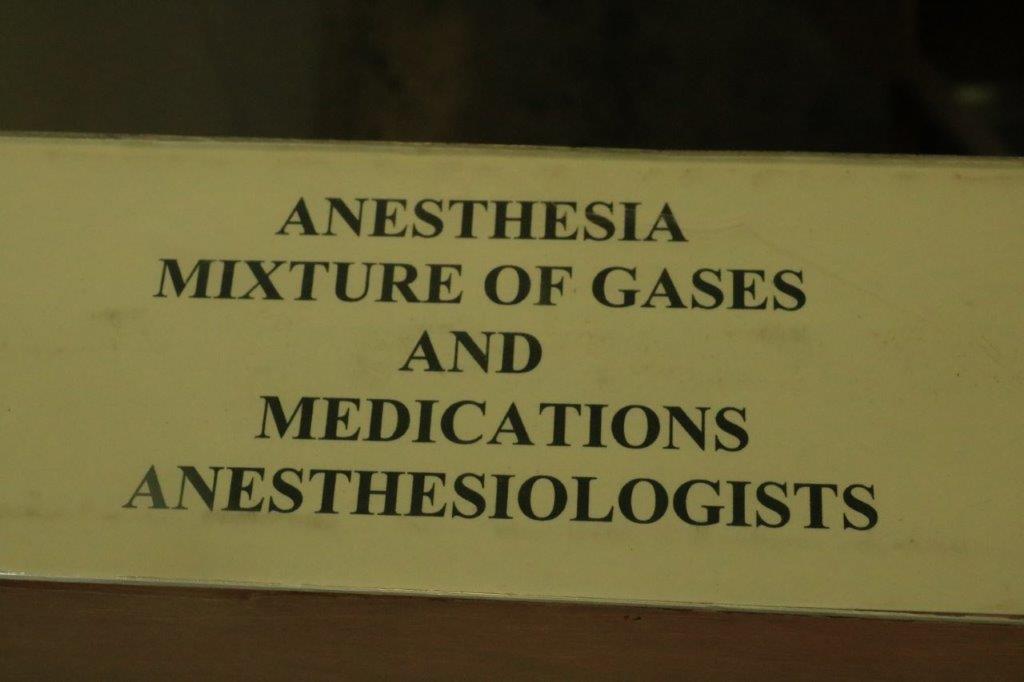 ANESTHESIA
MIXTURE OF GASES
AND
MEDICATIONS
ANESTHESIOLOGISTS